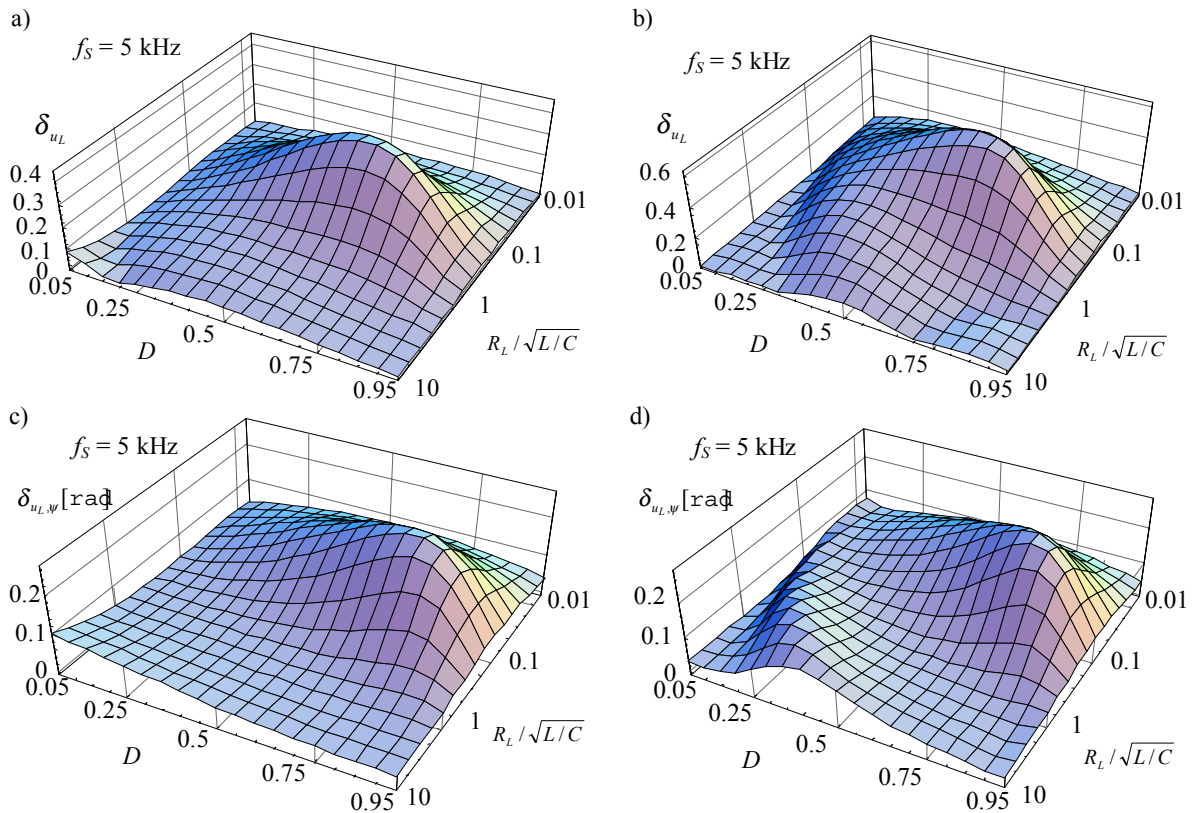 a)
f_S = 5 kHz
δ_{u_L}
0.4
0.3
0.2
0.1
0
0.05
0.25
0.5
0.75
0.95
D
0.01
0.1
1
10
R_L / √L/C
b)
f_S = 5 kHz
δ_{u_L}
0.6
0.4
0.2
0
0.05
0.25
0.5
0.75
0.95
D
0.01
0.1
1
10
R_L / √L/C
c)
f_S = 5 kHz
δ_{u_L,ψ} [rad]
0.2
0.1
0
0.05
0.25
0.5
0.75
0.95
D
0.01
0.1
1
10
R_L / √L/C
d)
f_S = 5 kHz
δ_{u_L,ψ} [rad]
0.2
0.1
0
0.05
0.25
0.5
0.75
0.95
D
0.01
0.1
1
10
R_L / √L/C